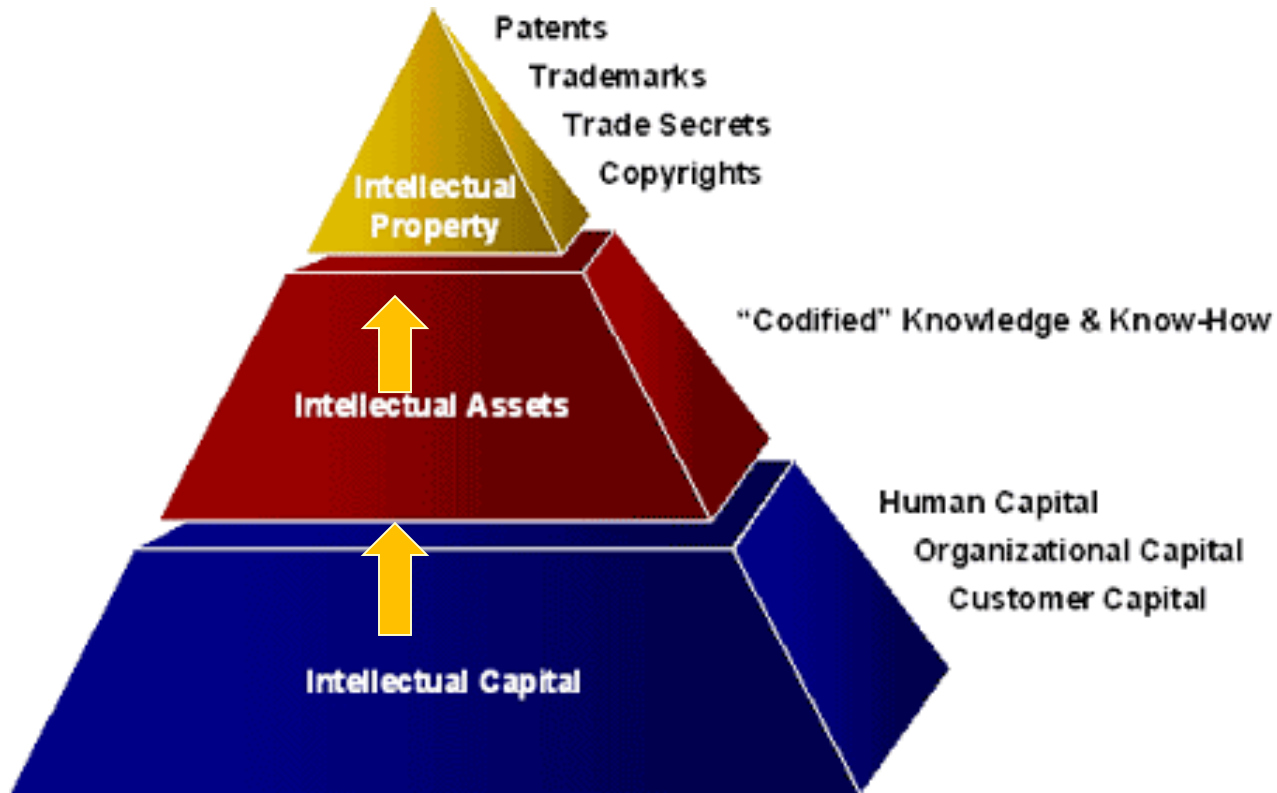 Patents
Trademarks
Trade Secrets
Copyrights
Intellectual
Property
“Codified” Knowledge & Know-How
Intellectual Assets
Human Capital
Organizational Capital
Customer Capital
Intellectual Capital